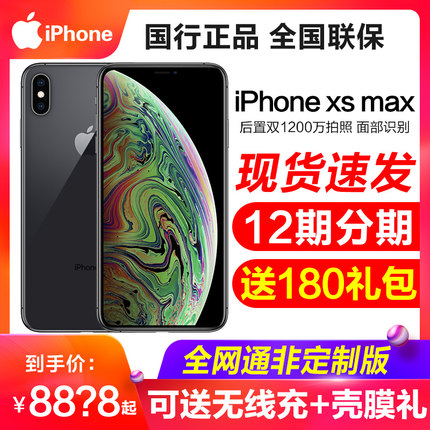 iPhone
国行正品 全国联保
iPhone xs max
后置双1200万拍照 面部识别
现货速发
12期分期
送180礼包
iPhone
到手价:
¥88?8起
全网通非定制版
可送无线充+壳膜礼